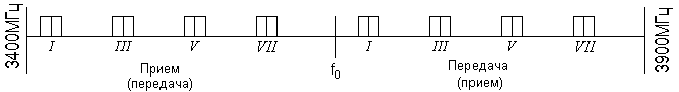 3400МГц
I III V VII f0 I III V VII
Прием
(передача)
Передача
(прием)
3900МГц